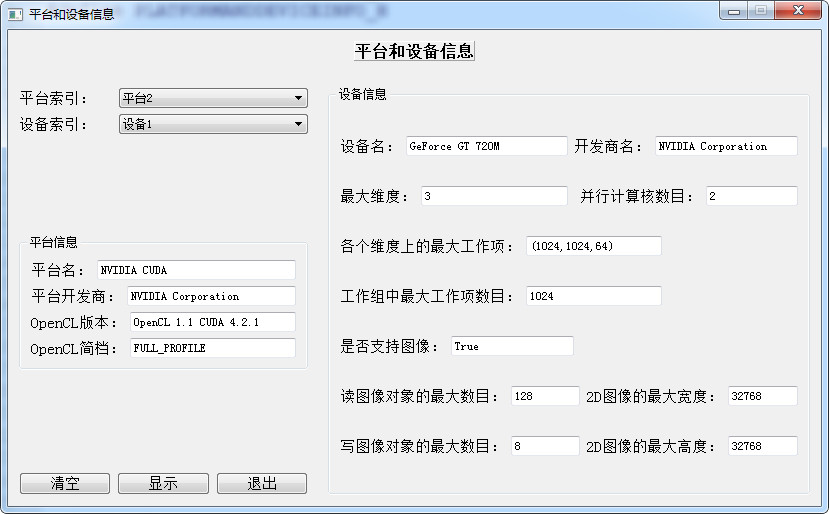 平台和设备信息
平台和设备信息
平台索引： 平台2
设备索引： 设备1
平台信息
平台名： NVIDIA CUDA
平台开发商： NVIDIA Corporation
OpenCL版本： OpenCL 1.1 CUDA 4.2.1
OpenCL简档： FULL_PROFILE
清空 显示 退出
设备信息
设备名： GeForce GT 720M 开发商名： NVIDIA Corporation
最大维度： 3 并行计算核数目： 2
各个维度上的最大工作项： (1024,1024,64)
工作组中最大工作项数目： 1024
是否支持图像： True
读图像对象的最大数目： 128 2D图像的最大宽度： 32768
写图像对象的最大数目： 8 2D图像的最大高度： 32768